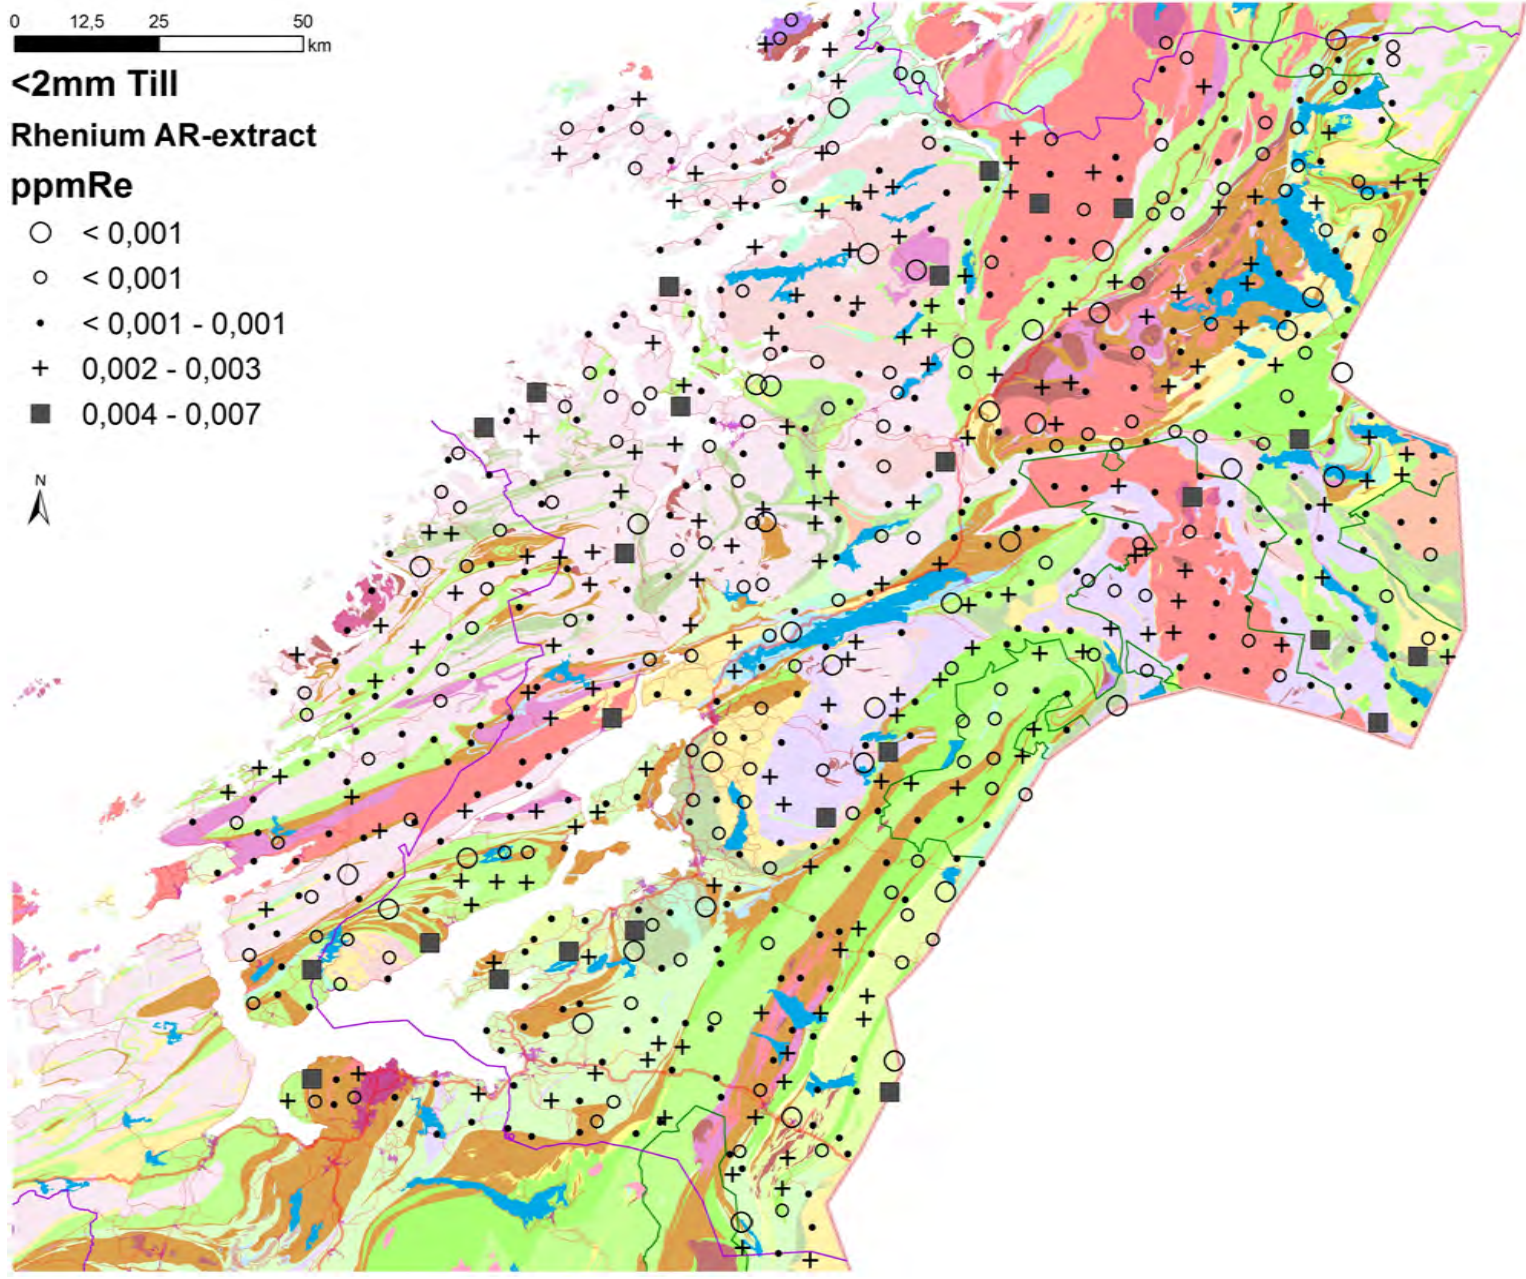 0 12,5 25 50
km
<2mm Till
Rhenium AR-extract
ppmRe
< 0,001
< 0,001
< 0,001 - 0,001
0,002 - 0,003
0,004 - 0,007
N